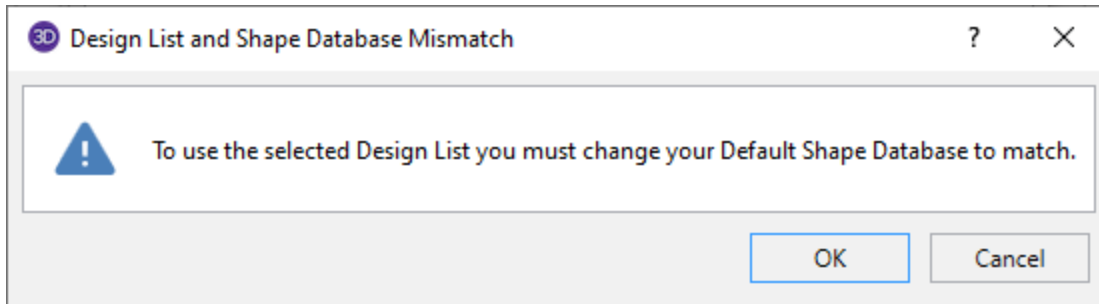 3D Design List and Shape Database Mismatch ?
!
To use the selected Design List you must change your Default Shape Database to match.
OK Cancel